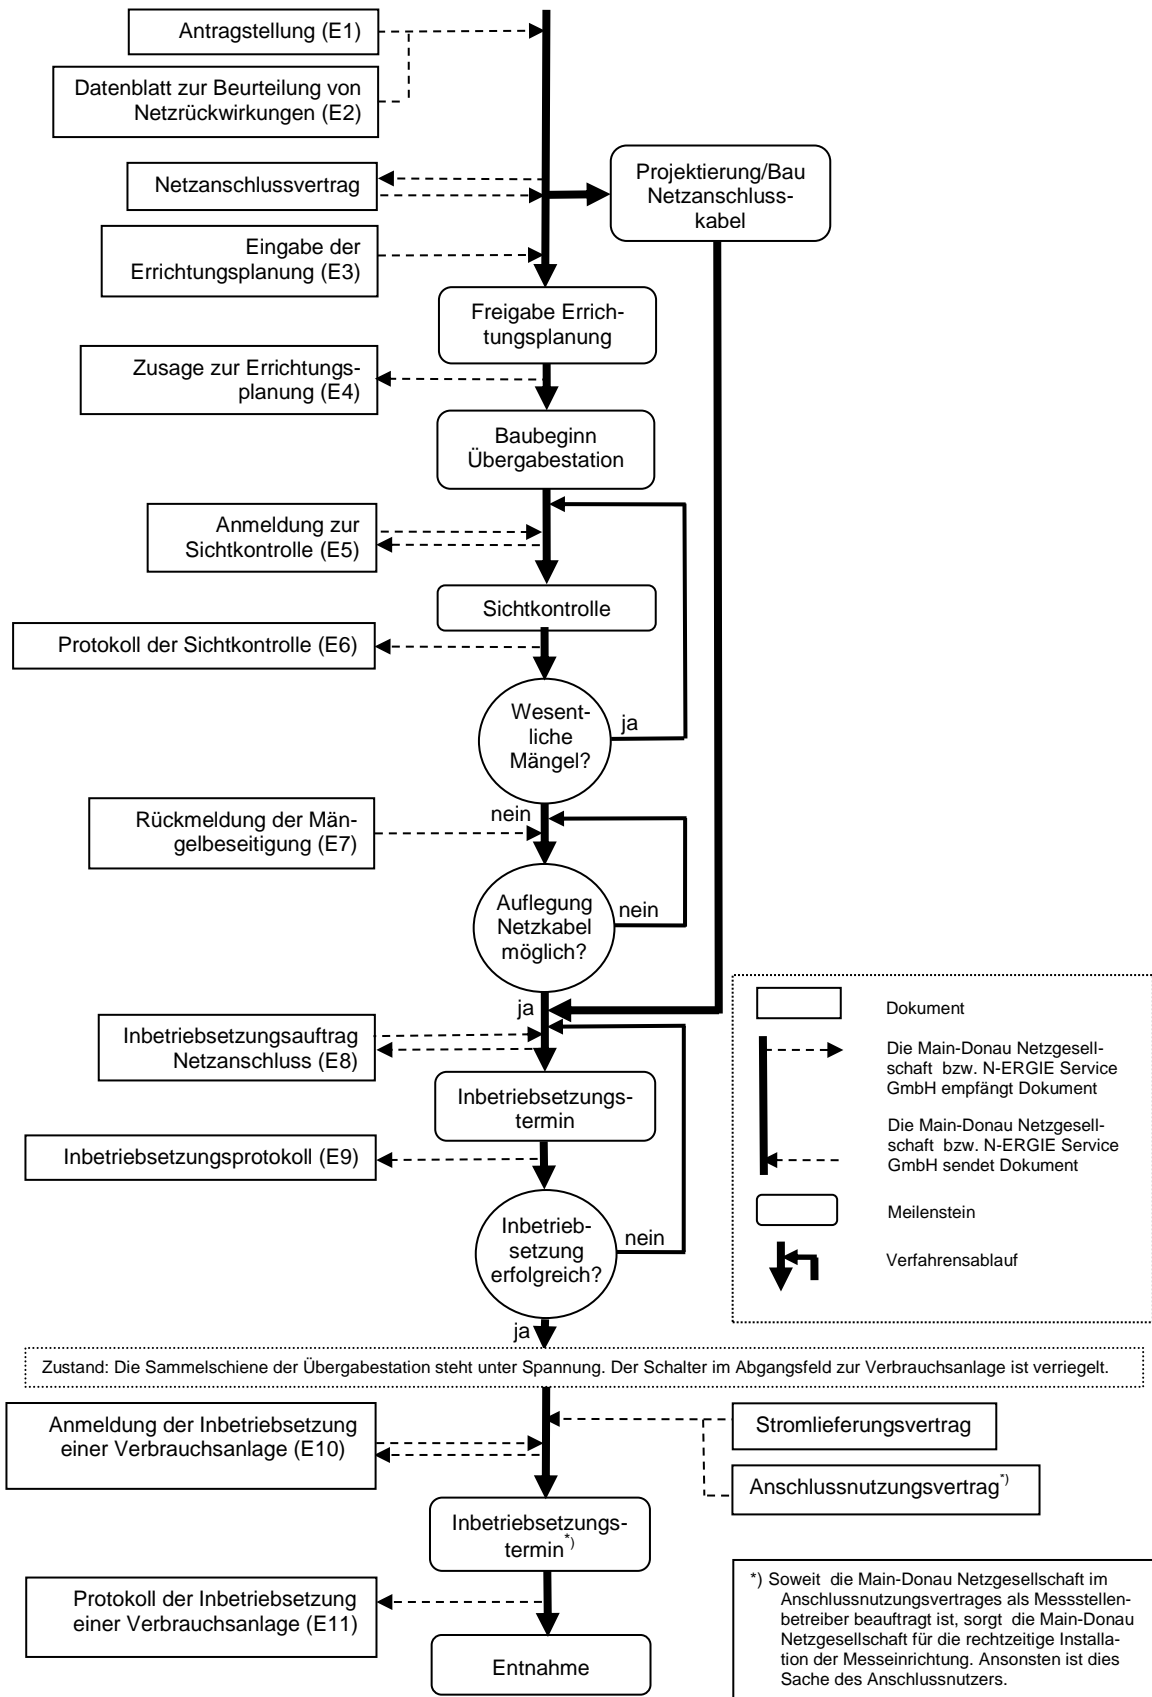 Antragstellung (E1)
Datenblatt zur Beurteilung von
Netzrückwirkungen (E2)
Netzanschlussvertrag
Projektierung/Bau
Netzanschluss-
kabel
Eingabe der
Errichtungsplanung (E3)
Freigabe Errich-
tungsplanung
Zusage zur Errichtungs-
planung (E4)
Baubeginn
Übergabestation
Anmeldung zur
Sichtkontrolle (E5)
Sichtkontrolle
Protokoll der Sichtkontrolle (E6)
Wesent-
liche
Mängel?
ja
nein
Rückmeldung der Män-
gelbeseitigung (E7)
Auflegung
Netzkabel
möglich?
nein
ja
Inbetriebsetzungsauftrag
Netzanschluss (E8)
Inbetriebsetzungs-
termin
Inbetriebsetzungsprotokoll (E9)
Inbetrieb-
setzung
erfolgreich?
nein
ja
Dokument
Die Main-Donau Netzgesell-
schaft bzw. N-ERGIE Service
GmbH empfängt Dokument
Die Main-Donau Netzgesell-
schaft bzw. N-ERGIE Service
GmbH sendet Dokument
Meilenstein
Verfahrensablauf
Zustand: Die Sammelschiene der Übergabestation steht unter Spannung. Der Schalter im Abgangsfeld zur Verbrauchsanlage ist verriegelt.
Anmeldung der Inbetriebsetzung
einer Verbrauchsanlage (E10)
Stromlieferungsvertrag
Anschlussnutzungsvertrag*)
Inbetriebsetzungs-
termin*)
Protokoll der Inbetriebsetzung
einer Verbrauchsanlage (E11)
Entnahme
*) Soweit die Main-Donau Netzgesellschaft im
Anschlussnutzungsvertrages als Messstellen-
betreiber beauftragt ist, sorgt die Main-Donau
Netzgesellschaft für die rechtzeitige Installa-
tion der Messeinrichtung. Ansonsten ist dies
Sache des Anschlussnutzers.